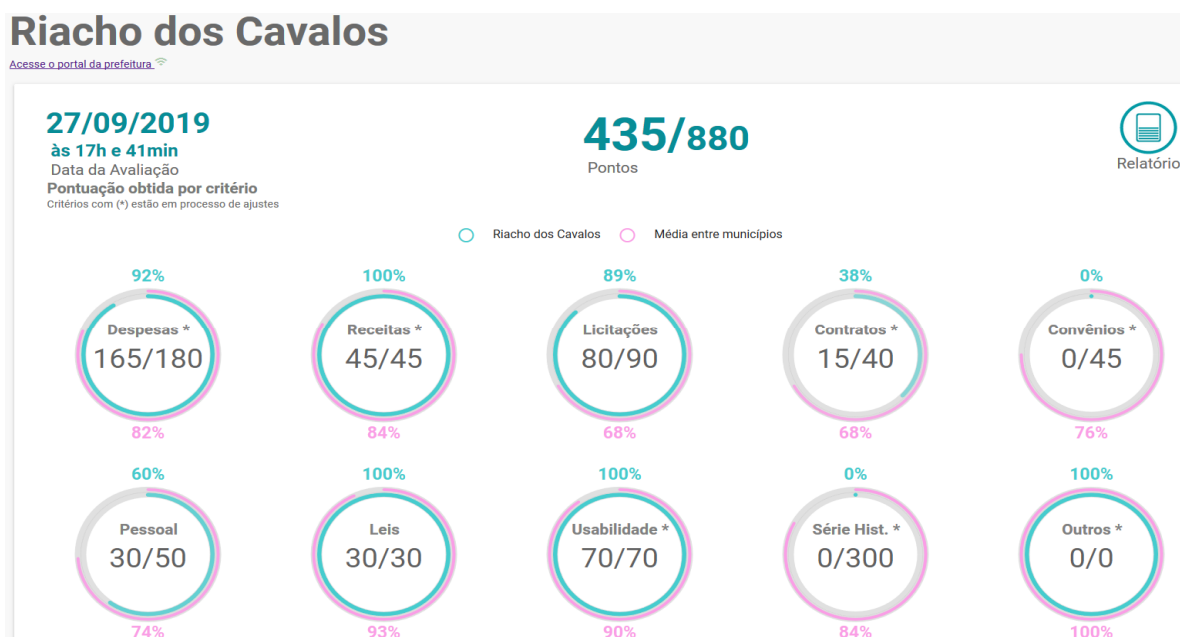 Riacho dos Cavalos
Acesse o portal da prefeitura
27/09/2019
às 17h e 41min
Data da Avaliação
Pontuação obtida por critério
Critérios com (*) estão em processo de ajustes
435/880
Pontos
Relatório
Riacho dos Cavalos
Média entre municípios
92%
Despesas *
165/180
82%
100%
Receitas *
45/45
84%
89%
Licitações
80/90
68%
38%
Contratos *
15/40
68%
0%
Convênios *
0/45
76%
60%
Pessoal
30/50
74%
100%
Leis
30/30
93%
100%
Usabilidade *
70/70
90%
0%
Série Hist. *
0/300
84%
100%
Outros *
0/0
100%